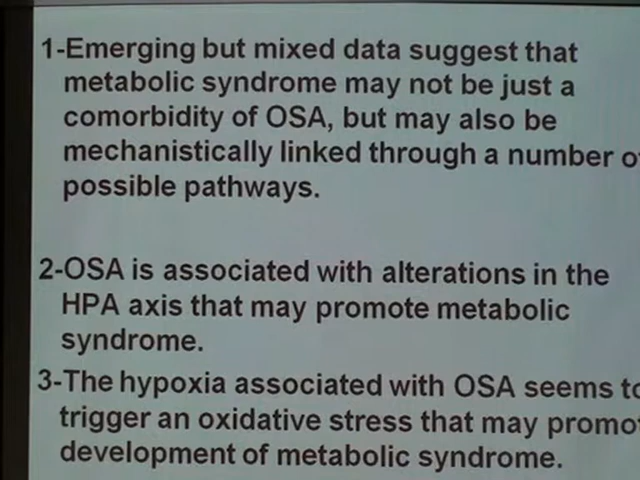 1-Emerging but mixed data suggest that
metabolic syndrome may not be just a
comorbidity of OSA, but may also be
mechanistically linked through a number
possible pathways.
2-OSA is associated with alterations in the
HPA axis that may promote metabolic
syndrome.
3-The hypoxia associated with OSA seems to
trigger an oxidative stress that may
development of metabolic syndrome.